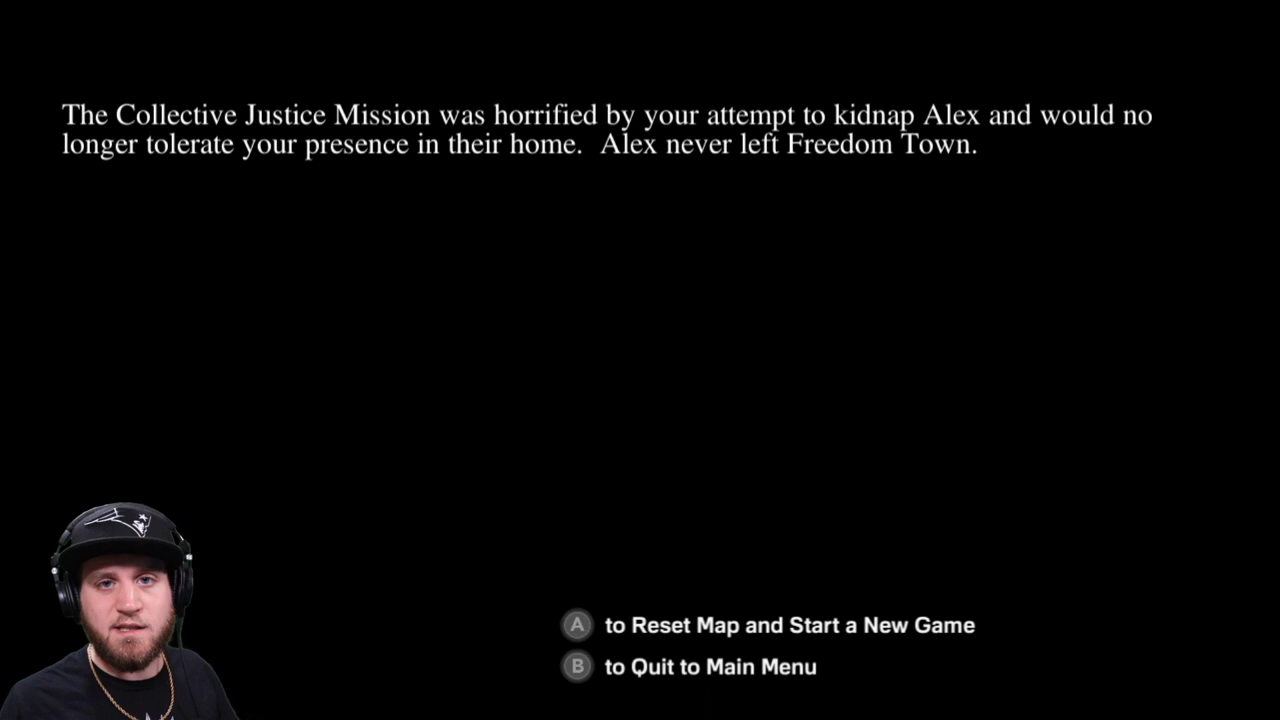 The Collective Justice Mission was horrified by your attempt to kidnap Alex and would no
longer tolerate your presence in their home.  Alex never left Freedom Town.
A to Reset Map and Start a New Game
B to Quit to Main Menu